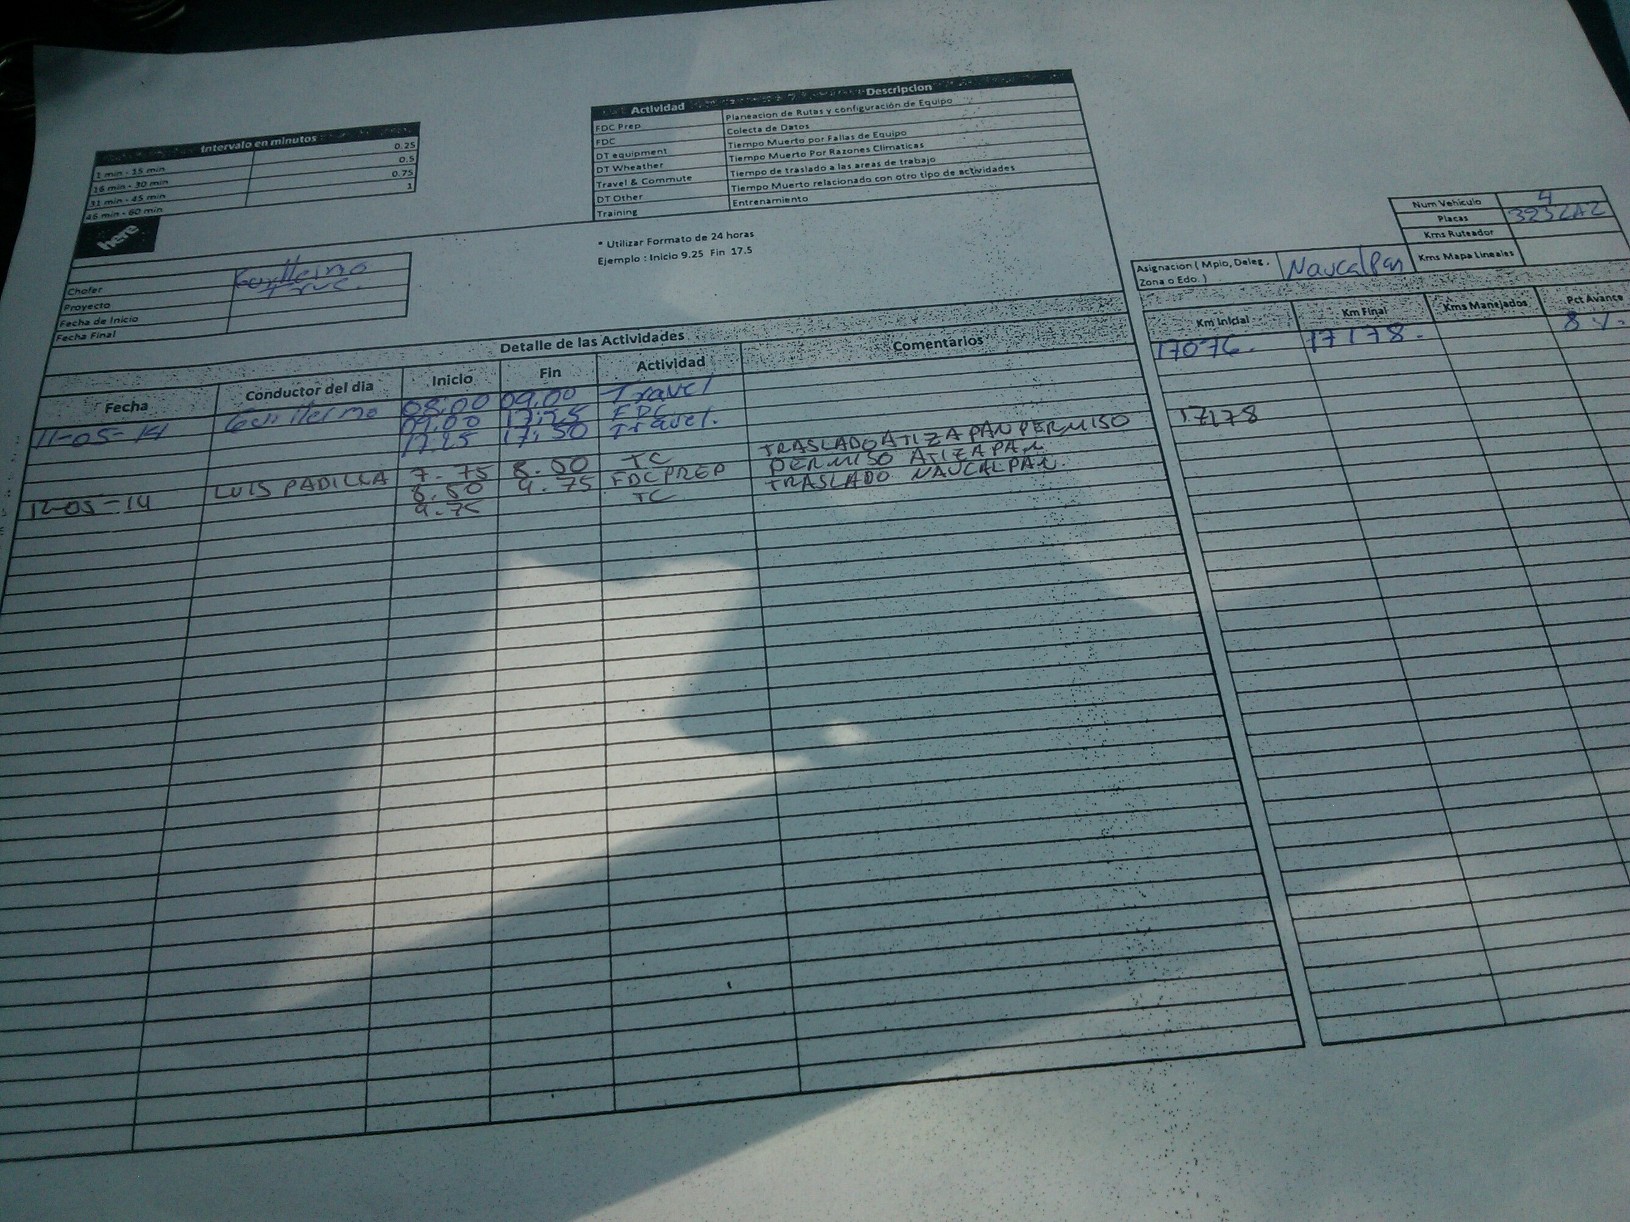 Intervalo en minutos
1 min - 15 min 0.25
16 min - 30 min 0.5
31 min - 45 min 0.75
46 min - 60 min 1
Actividad Descripcion
FDC Prep Planeacion de Rutas y configuración de Equipo
FDC Colecta de Datos
DT equipment Tiempo Muerto por Fallas de Equipo
DT Wheather Tiempo Muerto Por Razones Climaticas
Travel & Commute Tiempo de traslado a las areas de trabajo
DT Other Tiempo Muerto relacionado con otro tipo de actividades
Training Entrenamiento
here
* Utilizar Formato de 24 horas
Ejemplo : Inicio 9.25 Fin 17.5
Num Vehiculo 4
Placas
Kms Ruteador
Kms Mapa Lineales
Asignacion ( Mpio, Deleg , Naucalpan
Zona o Edo. )
Chofer Guillermo
Proyecto
Fecha de Inicio
Fecha Final
Detalle de las Actividades
Fecha Conductor del dia Inicio Fin Actividad Comentarios Km Inicial Km Final Kms Manejados Pct Avance
11-05-14 Guillermo 08.00 09.00 Travel 17076. 17178.
09.00 17.25 FDC
17.25 17.50 Travel.
12-05-14 LUIS PADILLA 7.75 8.50 TC TRASLADO ATIZAPAN PERMISO 17178
8.50 9.75 FDC PREP PERMISO ATIZAPAN
9.75 TC TRASLADO NAUCALPAN